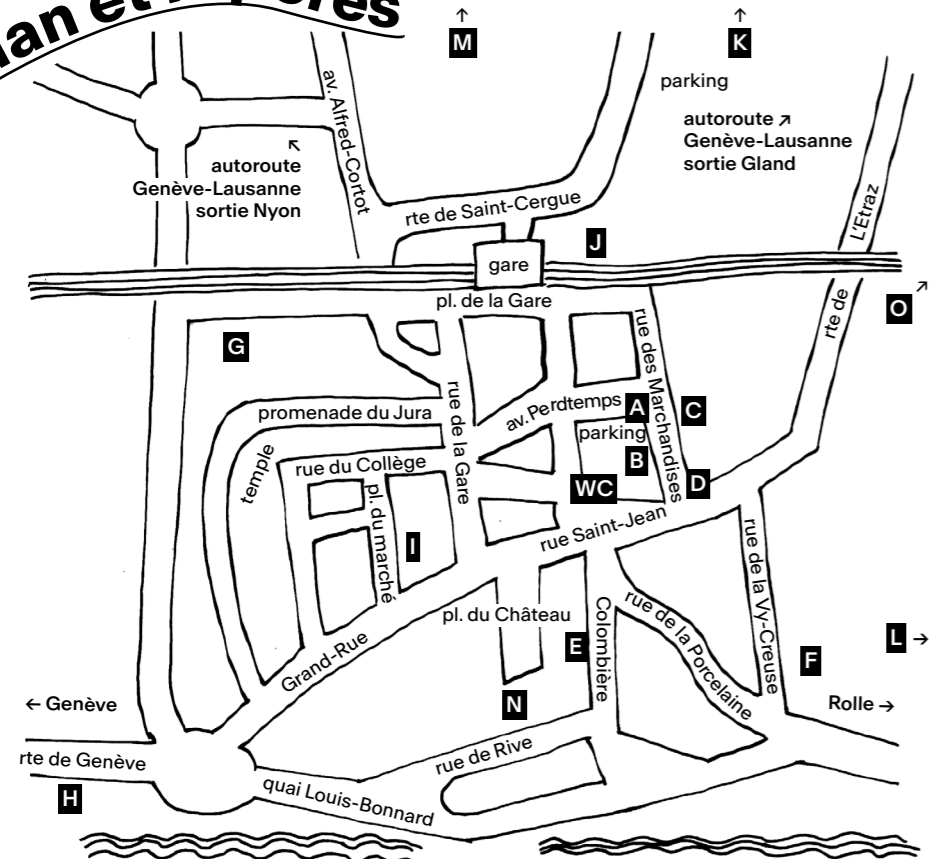 plan et repères
↑
M
↑
K
parking
autoroute ↗
Genève-Lausanne
sortie Gland
av. Alfred-Cortot
↖
autoroute
Genève-Lausanne
sortie Nyon
rte de Saint-Cergue
L'Etraz
J
gare
pl. de la Gare
rte de
↗
O
G
rue des Marchandises
promenade du Jura
rue de la Gare
av. Perdtemps
A
C
parking
B
temple
rue du Collège
WC
D
pl. du marché
I
rue Saint-Jean
rue de la Vy-Creuse
pl. du Château
Colombière
rue de la Porcelaine
E
L →
F
Grand-Rue
N
← Genève
Rolle →
rte de Genève
rue de Rive
H
quai Louis-Bonnard